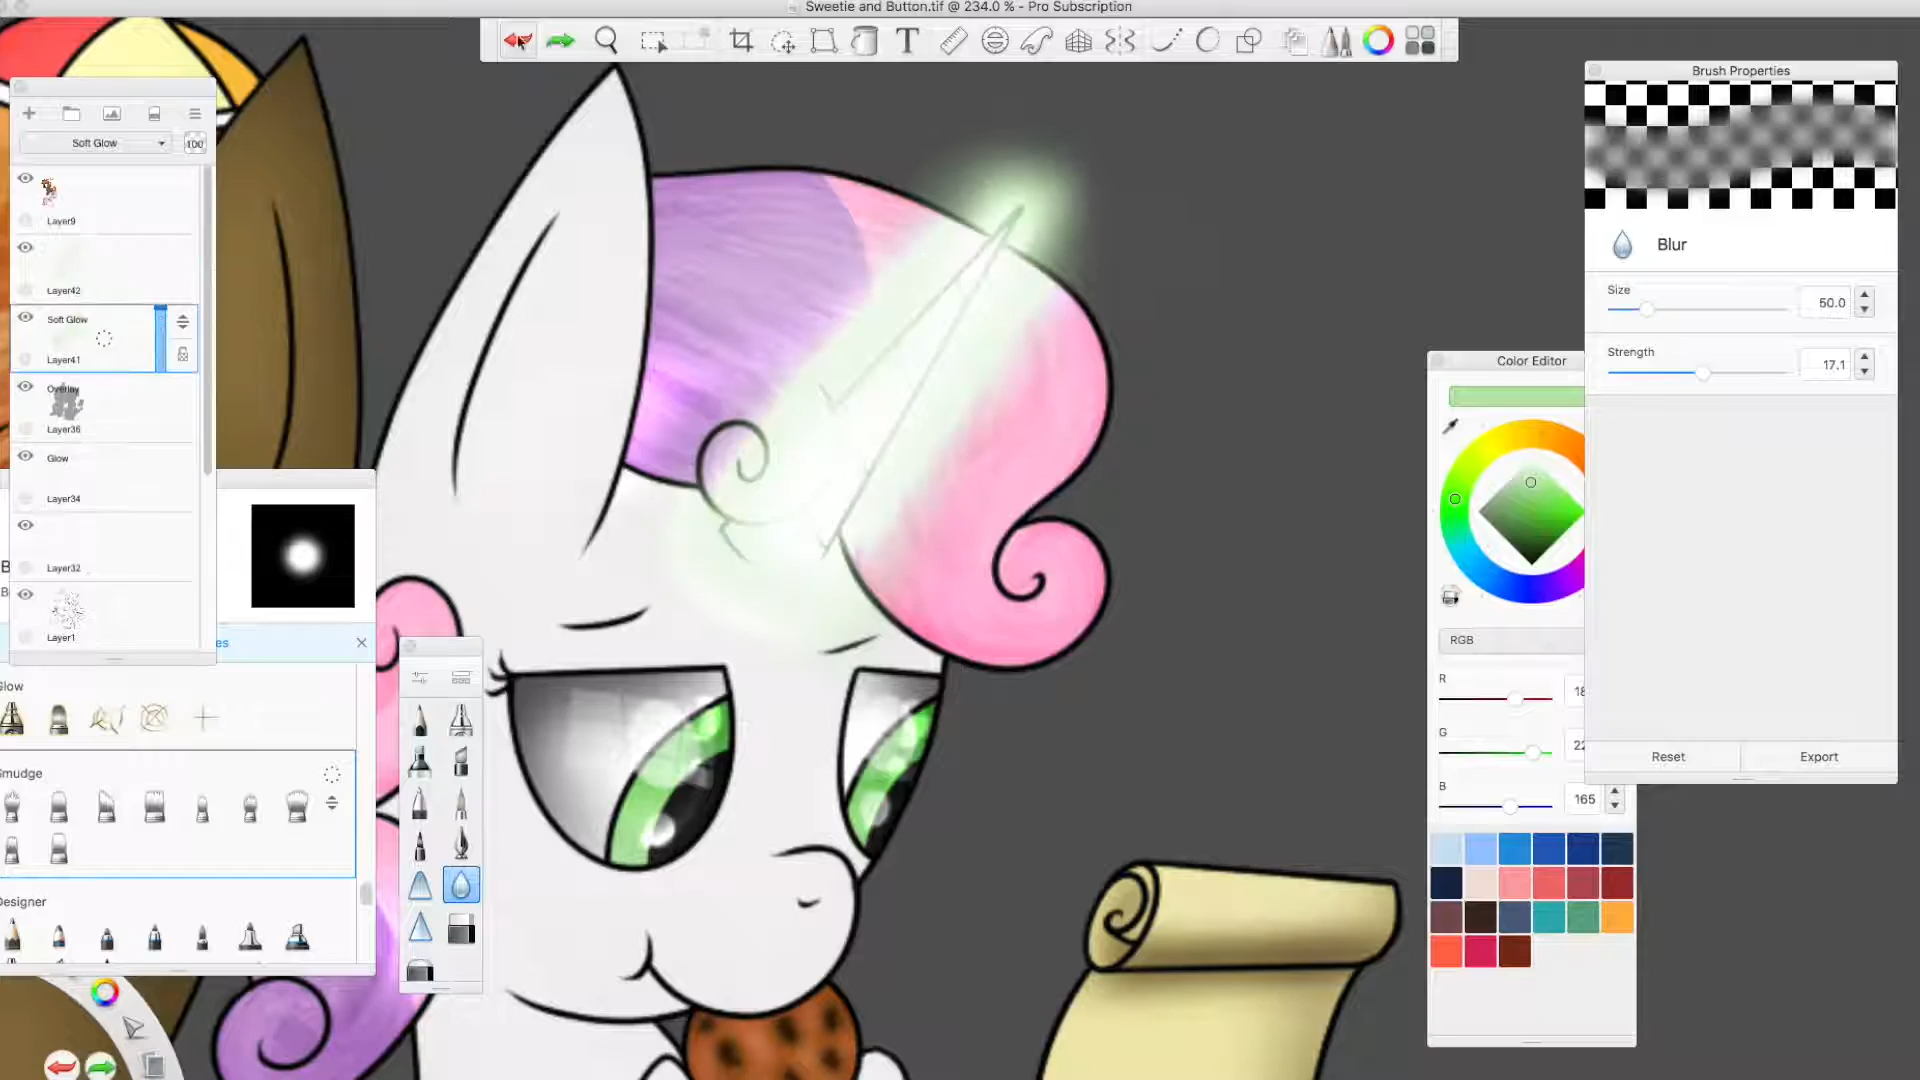 Sweetie and Button.tif @ 234.0 % - Pro Subscription
T
Soft Glow
100
Layer9
Layer42
Soft Glow
Layer41
Overlay
Layer36
Glow
Layer34
Layer32
Layer1
Glow
Smudge
Designer
Brush Properties
Blur
Size
50.0
Strength
17.1
Reset
Export
Color Editor
RGB
R
G
B
165